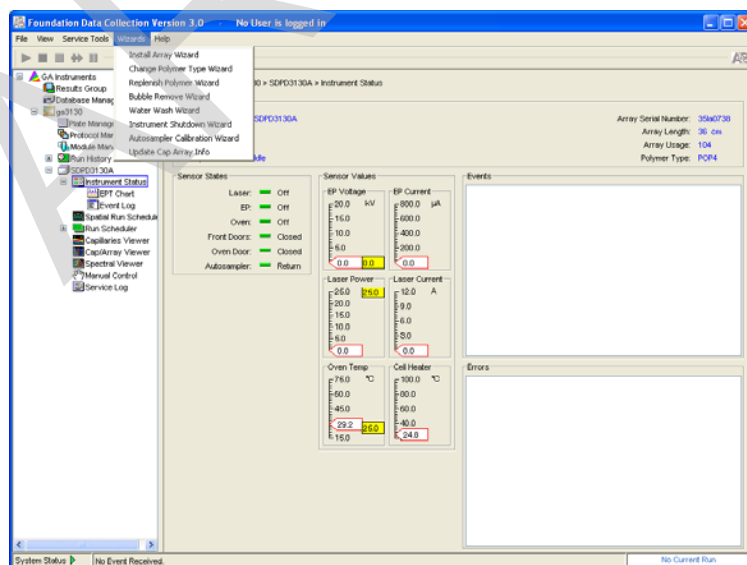 Foundation Data Collection Version 3.0 - No User is logged in
File View Service Tools Wizards Help
Install Array Wizard
Change Polymer Type Wizard
Replenish Polymer Wizard
Bubble Remove Wizard
Water Wash Wizard
Instrument Shutdown Wizard
Autosampler Calibration Wizard
Update Cap Array Info
GA Instruments
Results Group
Database Manag
ga3130
Plate Manage
Protocol Man
Module Man
Run History
SDPD3130A
Instrument Status
EPT Chart
Event Log
Spatial Run Schedule
Run Scheduler
Capillaries Viewer
Cap/Array Viewer
Spectral Viewer
Manual Control
Service Log
» SDPD3130A » Instrument Status
SDPD3130A
Array Serial Number:
Array Length: 36 cm
Array Usage: 104
Polymer Type: POP4
Sensor States
Laser: Off
EP: Off
Oven: Off
Front Doors: Closed
Oven Door: Closed
Autosampler: Return
Sensor Values
EP Voltage
20.0 kV
15.0
10.0
5.0
0.0 0.0
EP Current
800.0 µA
600.0
400.0
200.0
0.0
Laser Power
25.0 25.0
20.0
15.0
10.0
5.0
0.0
Laser Current
12.0 A
9.0
6.0
3.0
0.0
Oven Temp
75.0 °C
60.0
45.0
29.2 25.0
15.0
Cell Heater
100.0 °C
80.0
60.0
40.0
24.8
Events
Errors
System Status
No Event Received.
No Current Run